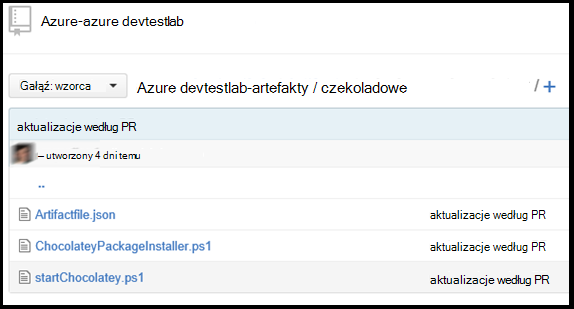 Azure-azure devtestlab
Gałąź: wzorca Azure devtestlab-artefakty / czekoladowe / +
aktualizacje według PR
– utworzony 4 dni temu
..
Artifactfile.json aktualizacje według PR
ChocolateyPackageInstaller.ps1 aktualizacje według PR
startChocolatey.ps1 aktualizacje według PR